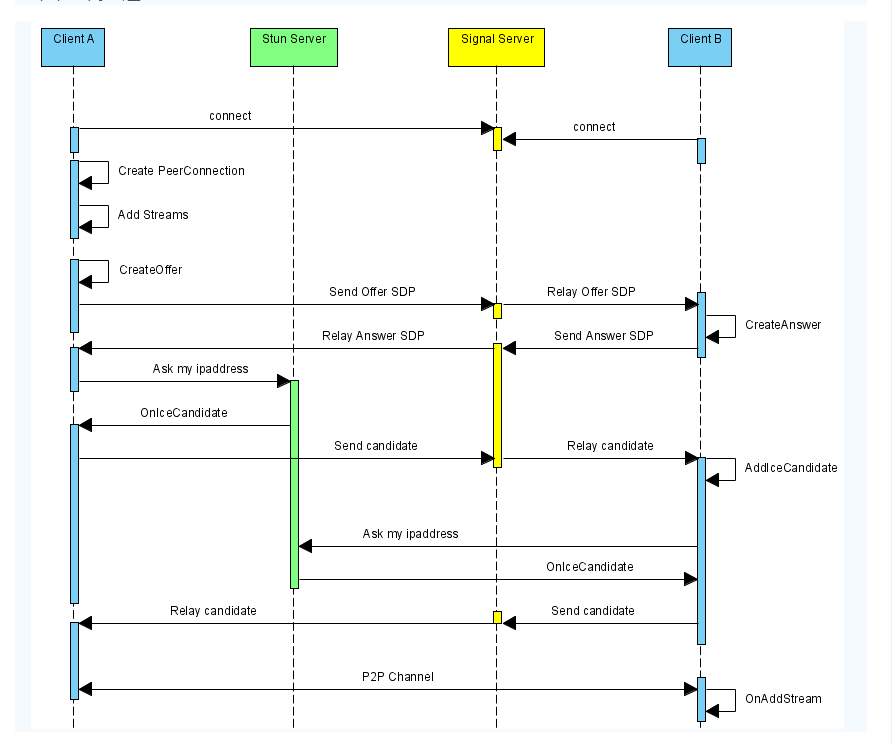 Client A
Stun Server
Signal Server
Client B
connect
connect
Create PeerConnection
Add Streams
CreateOffer
Send Offer SDP
Relay Offer SDP
CreateAnswer
Relay Answer SDP
Send Answer SDP
Ask my ipaddress
OnIceCandidate
Send candidate
Relay candidate
AddIceCandidate
Ask my ipaddress
OnIceCandidate
Relay candidate
Send candidate
P2P Channel
OnAddStream